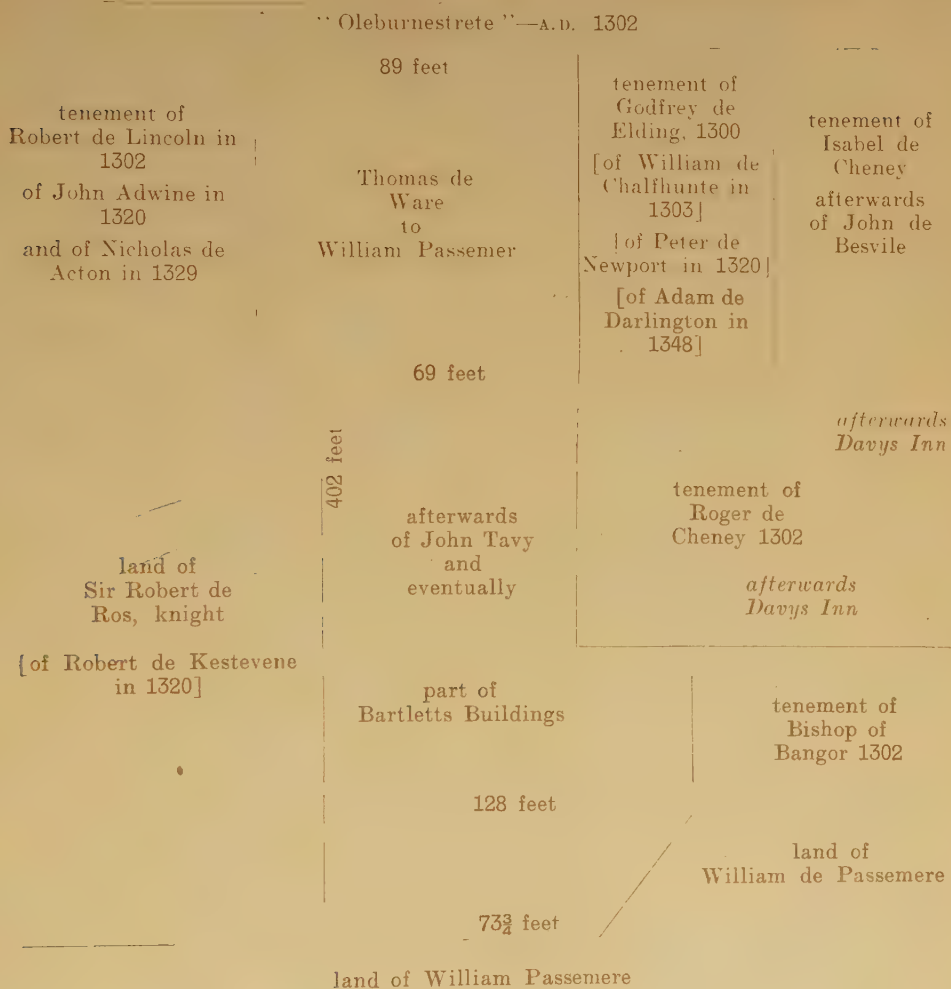 " Oleburnestrete "—A.D. 1302
89 feet
tenement of
Robert de Lincoln in
1302
of John Adwine in
1320
and of Nicholas de
Acton in 1329
Thomas de
Ware
to
William Passemer
tenement of
Godfrey de
Elding, 1300
[of William de
Chalfhunte in
1303]
[of Peter de
Newport in 1320]
[of Adam de
Darlington in
1348]
tenement of
Isabel de
Cheney
afterwards
of John de
Besvile
69 feet
afterwards
Davys Inn
402 feet
land of
Sir Robert de
Ros, knight
[of Robert de Kestevene
in 1320]
afterwards
of John Tavy
and
eventually
tenement of
Roger de
Cheney 1302
afterwards
Davys Inn
part of
Bartletts Buildings
tenement of
Bishop of
Bangor 1302
128 feet
land of
William de Passemere
73¾ feet
land of William Passemere